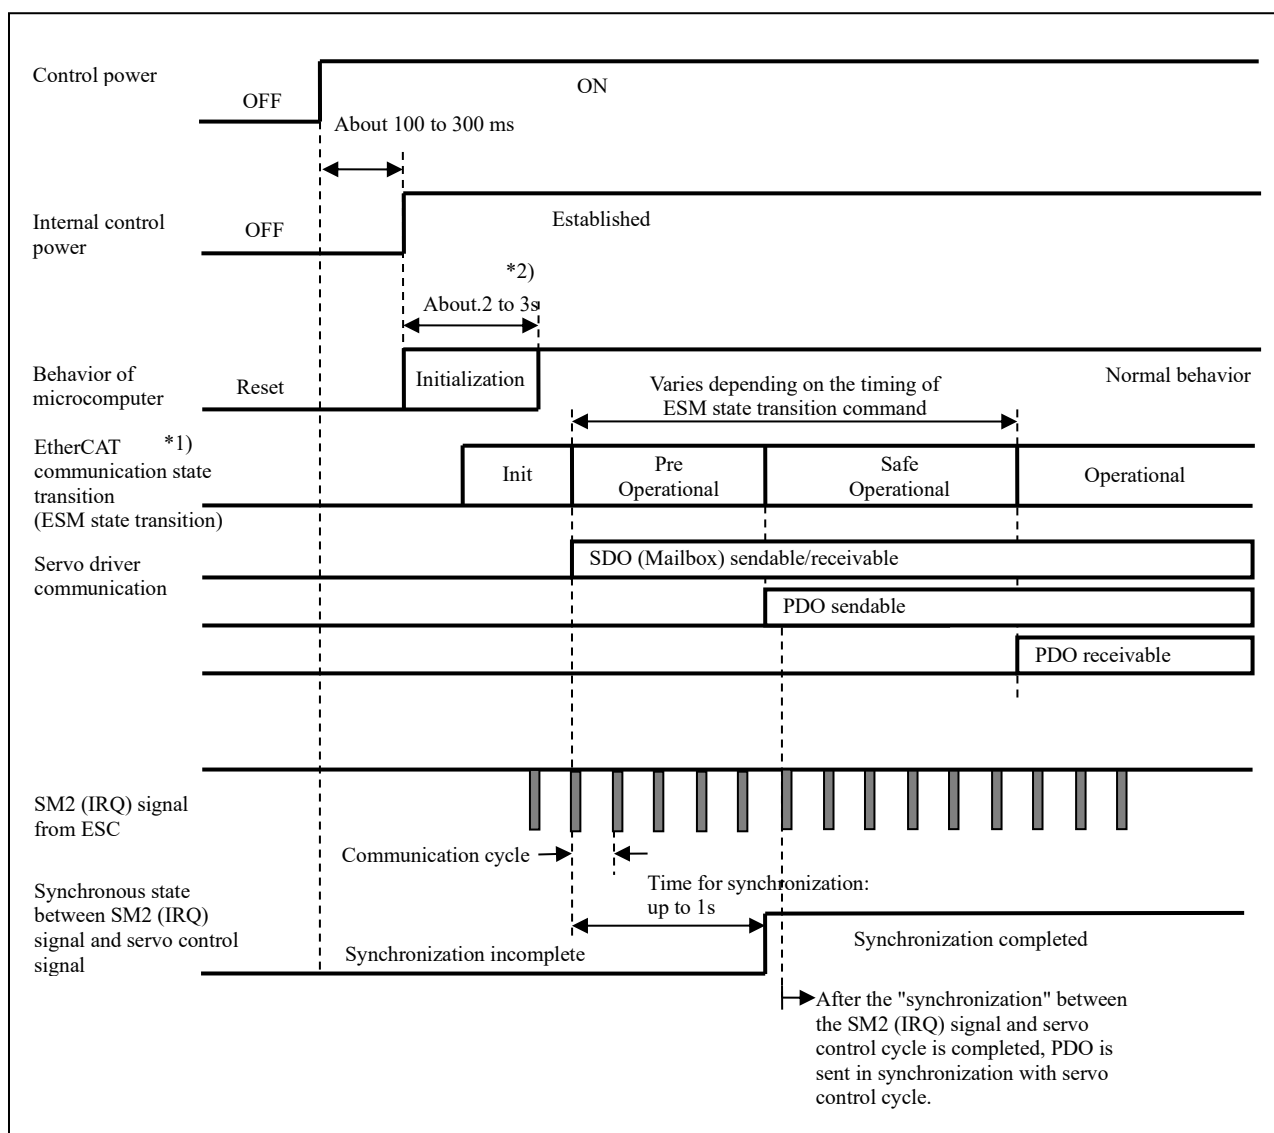 Control power
OFF
ON
About 100 to 300 ms
Internal control
power
OFF
Established
*2)
About.2 to 3s
Behavior of
microcomputer
Reset
Initialization
Varies depending on the timing of
ESM state transition command
Normal behavior
EtherCAT *1)
communication state
transition
(ESM state transition)
Init
Pre
Operational
Safe
Operational
Operational
Servo driver
communication
SDO (Mailbox) sendable/receivable
PDO sendable
PDO receivable
SM2 (IRQ) signal
from ESC
Communication cycle
Time for synchronization:
up to 1s
Synchronous state
between SM2 (IRQ)
signal and servo control
signal
Synchronization incomplete
Synchronization completed
After the "synchronization" between
the SM2 (IRQ) signal and servo
control cycle is completed, PDO is
sent in synchronization with servo
control cycle.